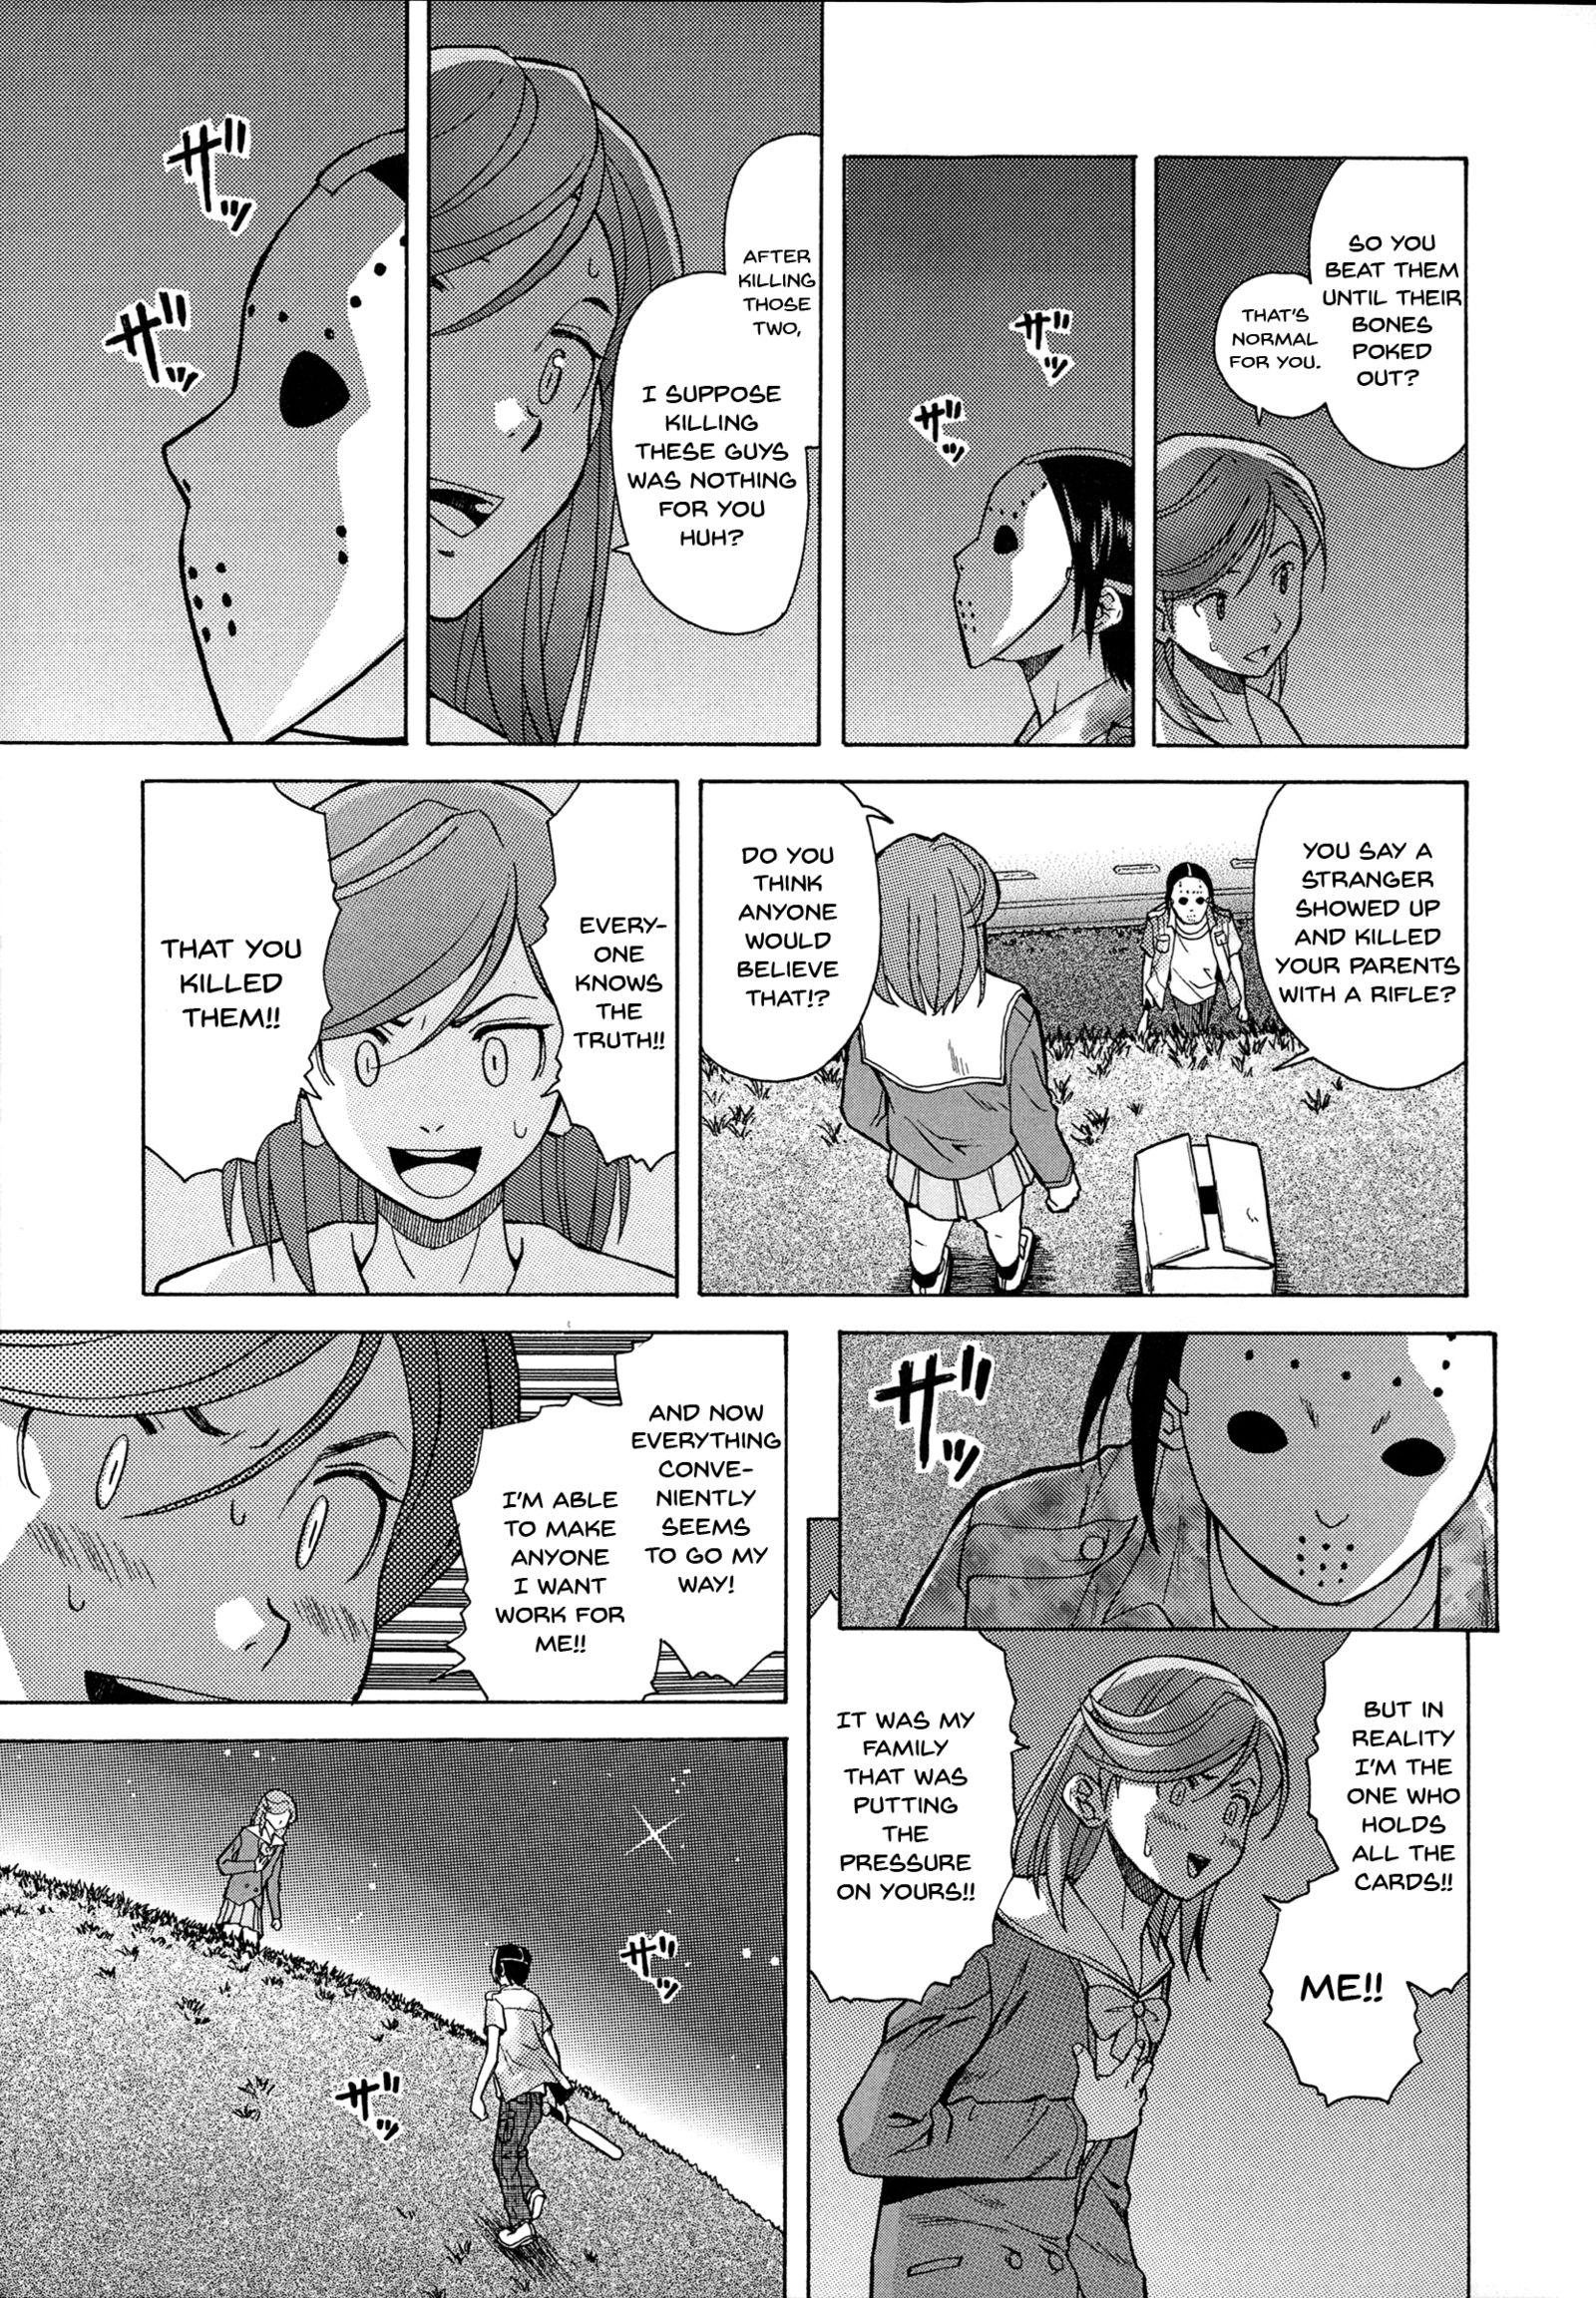 SO YOU
BEAT THEM
UNTIL THEIR
BONES
POKED
OUT?
THAT'S
NORMAL
FOR YOU.
ザッ
ザッ
AFTER
KILLING
THOSE
TWO,
I SUPPOSE
KILLING
THESE GUYS
WAS NOTHING
FOR YOU
HUH?
ザッ
ザッ
YOU SAY A
STRANGER
SHOWED UP
AND KILLED
YOUR PARENTS
WITH A RIFLE?
DO YOU
THINK
ANYONE
WOULD
BELIEVE
THAT!?
EVERY-
ONE
KNOWS
THE
TRUTH!!
THAT YOU
KILLED
THEM!!
ザッ
BUT IN
REALITY
I'M THE
ONE WHO
HOLDS
ALL THE
CARDS!!
ME!!
IT WAS MY
FAMILY
THAT WAS
PUTTING
THE
PRESSURE
ON YOURS!!
AND NOW
EVERYTHING
CONVE-
NIENTLY
SEEMS
TO GO MY
WAY!
I'M ABLE
TO MAKE
ANYONE
I WANT
WORK FOR
ME!!
ザッ
ザッ